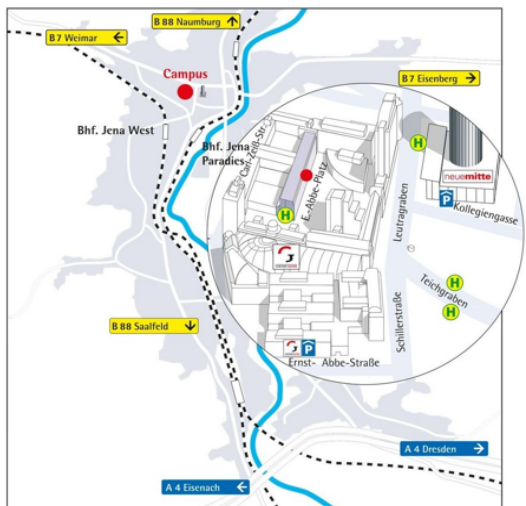 B 88 Naumburg
B 7 Weimar
Campus
B 7 Eisenberg
Bhf. Jena West
Bhf. Jena
Paradies
Carl-Zeiß-Str.
E.-Abbe-Platz
H
neuemitte
P
Kollegiengasse
Leutragraben
H
J
Teichgraben
H
H
B 88 Saalfeld
Schillerstraße
J
P
Ernst- Abbe-Straße
A 4 Dresden
A 4 Eisenach